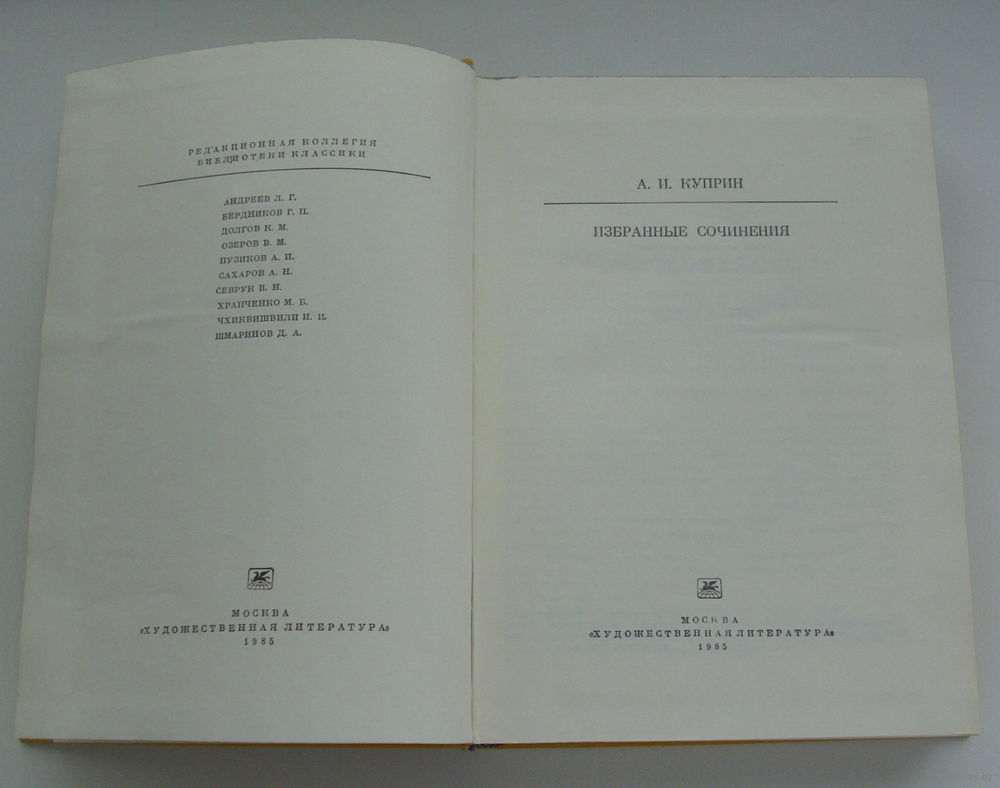 РЕДАКЦИОННАЯ КОЛЛЕГИЯ
БИБЛИОТЕКИ КЛАССИКИ
АНДРЕЕВ Л. Г.
БЕРДНИКОВ Г. П.
ДОЛГОВ К. М.
ОЗЕРОВ В. М.
ПУЗИКОВ А. И.
САХАРОВ А. Н.
СЕВРУК В. Н.
ХРАПЧЕНКО М. Б.
ЧХИКВИШВИЛИ И. И.
ШМАРИНОВ Д. А.
МОСКВА
«ХУДОЖЕСТВЕННАЯ ЛИТЕРАТУРА»
1985
А. И. КУПРИН
ИЗБРАННЫЕ СОЧИНЕНИЯ
МОСКВА
«ХУДОЖЕСТВЕННАЯ ЛИТЕРАТУРА»
1985